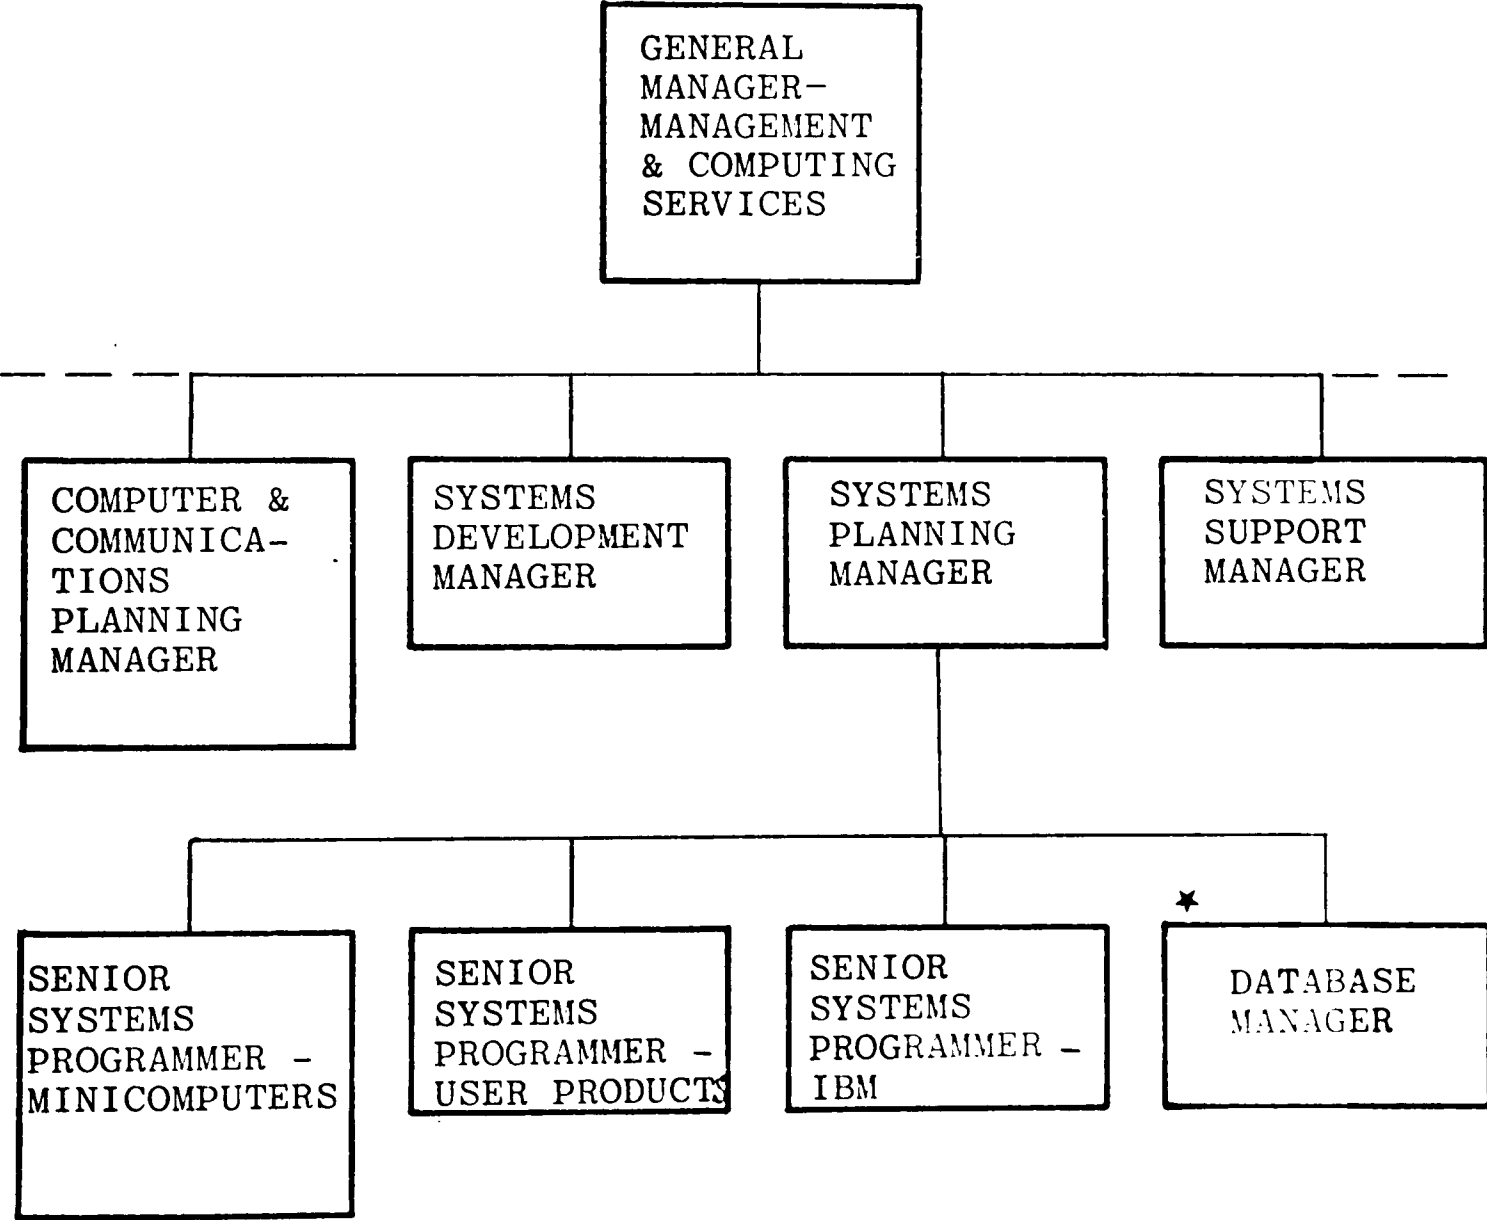 GENERAL
MANAGER-
MANAGEMENT
& COMPUTING
SERVICES
COMPUTER &
COMMUNICA-
TIONS
PLANNING
MANAGER
SYSTEMS
DEVELOPMENT
MANAGER
SYSTEMS
PLANNING
MANAGER
SYSTEMS
SUPPORT
MANAGER
SENIOR
SYSTEMS
PROGRAMMER -
MINICOMPUTERS
SENIOR
SYSTEMS
PROGRAMMER -
USER PRODUCTS
SENIOR
SYSTEMS
PROGRAMMER -
IBM
★
DATABASE
MANAGER